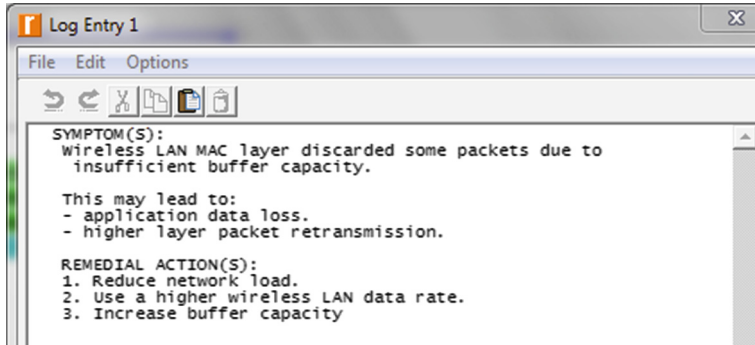 Log Entry 1
File Edit Options
SYMPTOM(S):
Wireless LAN MAC layer discarded some packets due to
insufficient buffer capacity.
This may lead to:
- application data loss.
- higher layer packet retransmission.
REMEDIAL ACTION(S):
1. Reduce network load.
2. Use a higher wireless LAN data rate.
3. Increase buffer capacity